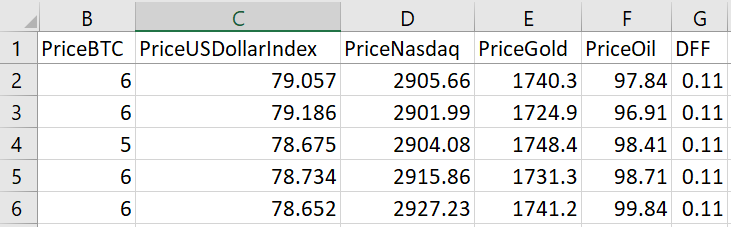 B C D E F G
1 PriceBTC PriceUSDollarIndex PriceNasdaq PriceGold PriceOil DFF
2 6 79.057 2905.66 1740.3 97.84 0.11
3 6 79.186 2901.99 1724.9 96.91 0.11
4 5 78.675 2904.08 1748.4 98.41 0.11
5 6 78.734 2915.86 1731.3 98.71 0.11
6 6 78.652 2927.23 1741.2 99.84 0.11